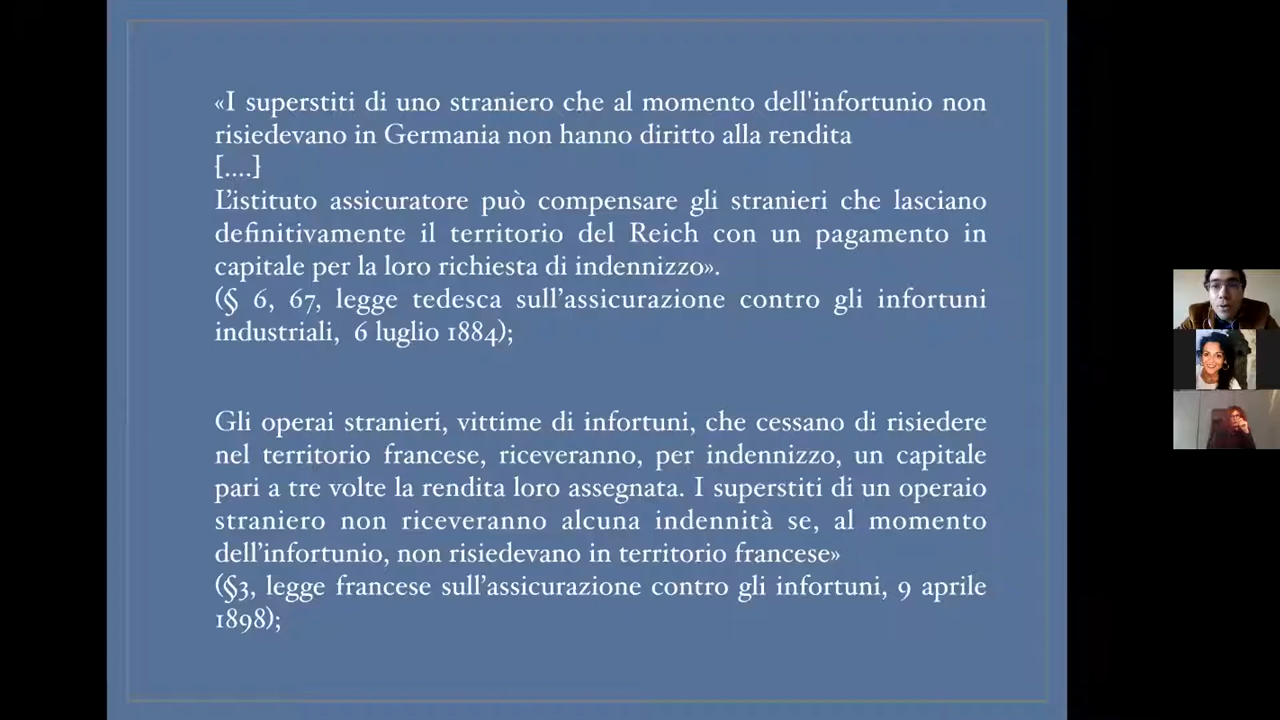 «I superstiti di uno straniero che al momento dell'infortunio non
risiedevano in Germania non hanno diritto alla rendita
[....]
L'istituto assicuratore può compensare gli stranieri che lasciano
definitivamente il territorio del Reich con un pagamento in
capitale per la loro richiesta di indennizzo».
(§ 6, 67, legge tedesca sull'assicurazione contro gli infortuni
industriali, 6 luglio 1884);
Gli operai stranieri, vittime di infortuni, che cessano di risiedere
nel territorio francese, riceveranno, per indennizzo, un capitale
pari a tre volte la rendita loro assegnata. I superstiti di un operaio
straniero non riceveranno alcuna indennità se, al momento
dell'infortunio, non risiedevano in territorio francese»
(§3, legge francese sull'assicurazione contro gli infortuni, 9 aprile
1898);